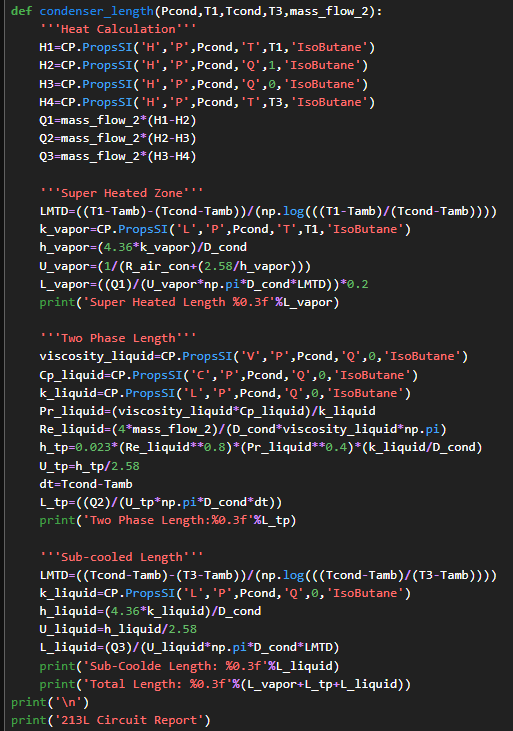 def condenser_length(Pcond,T1,Tcond,T3,mass_flow_2):
    '''Heat Calculation'''
    H1=CP.PropsSI('H','P',Pcond,'T',T1,'IsoButane')
    H2=CP.PropsSI('H','P',Pcond,'Q',1,'IsoButane')
    H3=CP.PropsSI('H','P',Pcond,'Q',0,'IsoButane')
    H4=CP.PropsSI('H','P',Pcond,'T',T3,'IsoButane')
    Q1=mass_flow_2*(H1-H2)
    Q2=mass_flow_2*(H2-H3)
    Q3=mass_flow_2*(H3-H4)

    '''Super Heated Zone'''
    LMTD=((T1-Tamb)-(Tcond-Tamb))/(np.log(((T1-Tamb)/(Tcond-Tamb))))
    k_vapor=CP.PropsSI('L','P',Pcond,'T',T1,'IsoButane')
    h_vapor=(4.36*k_vapor)/D_cond
    U_vapor=(1/(R_air_con+(2.58/h_vapor)))
    L_vapor=((Q1)/(U_vapor*np.pi*D_cond*LMTD))*0.2
    print('Super Heated Length %0.3f'%L_vapor)

    '''Two Phase Length'''
    viscosity_liquid=CP.PropsSI('V','P',Pcond,'Q',0,'IsoButane')
    Cp_liquid=CP.PropsSI('C','P',Pcond,'Q',0,'IsoButane')
    k_liquid=CP.PropsSI('L','P',Pcond,'Q',0,'IsoButane')
    Pr_liquid=(viscosity_liquid*Cp_liquid)/k_liquid
    Re_liquid=(4*mass_flow_2)/(D_cond*viscosity_liquid*np.pi)
    h_tp=0.023*(Re_liquid**0.8)*(Pr_liquid**0.4)*(k_liquid/D_cond)
    U_tp=h_tp/2.58
    dt=Tcond-Tamb
    L_tp=((Q2)/(U_tp*np.pi*D_cond*dt))
    print('Two Phase Length:%0.3f'%L_tp)

    '''Sub-cooled Length'''
    LMTD=((Tcond-Tamb)-(T3-Tamb))/(np.log(((Tcond-Tamb)/(T3-Tamb))))
    k_liquid=CP.PropsSI('L','P',Pcond,'Q',0,'IsoButane')
    h_liquid=(4.36*k_liquid)/D_cond
    U_liquid=h_liquid/2.58
    L_liquid=(Q3)/(U_liquid*np.pi*D_cond*LMTD)
    print('Sub-Coolde Length: %0.3f'%L_liquid)
    print('Total Length: %0.3f'%(L_vapor+L_tp+L_liquid))
print('\n')
print('213L Circuit Report')